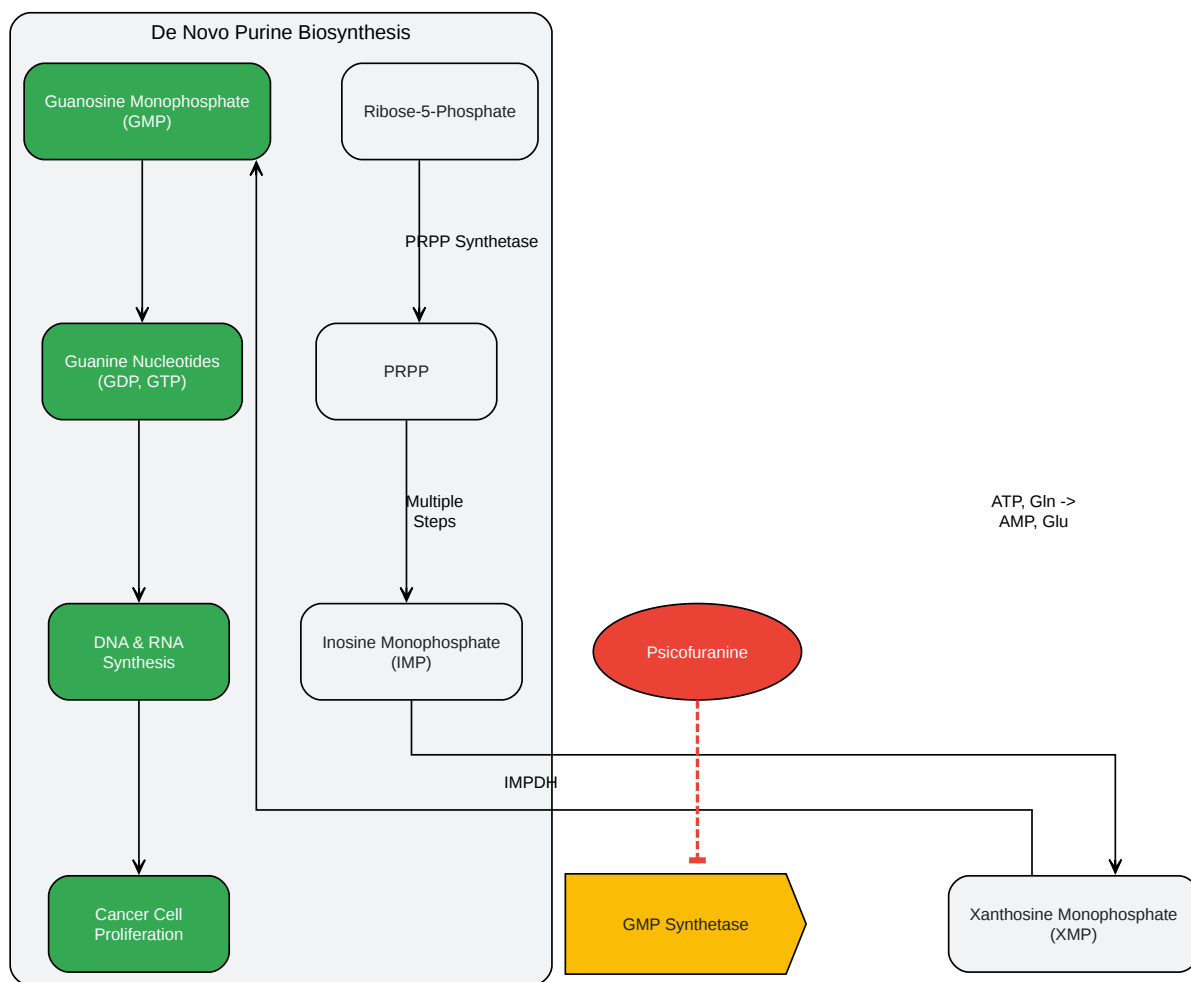 De Novo Purine Biosynthesis
Guanosine Monophosphate
(GMP)
Ribose-5-Phosphate
PRPP Synthetase
Guanine Nucleotides
(GDP, GTP)
PRPP
Multiple
Steps
ATP, Gln ->
AMP, Glu
DNA & RNA
Synthesis
Inosine Monophosphate
(IMP)
Psicofuranine
IMPDH
Cancer Cell
Proliferation
GMP Synthetase
Xanthosine Monophosphate
(XMP)